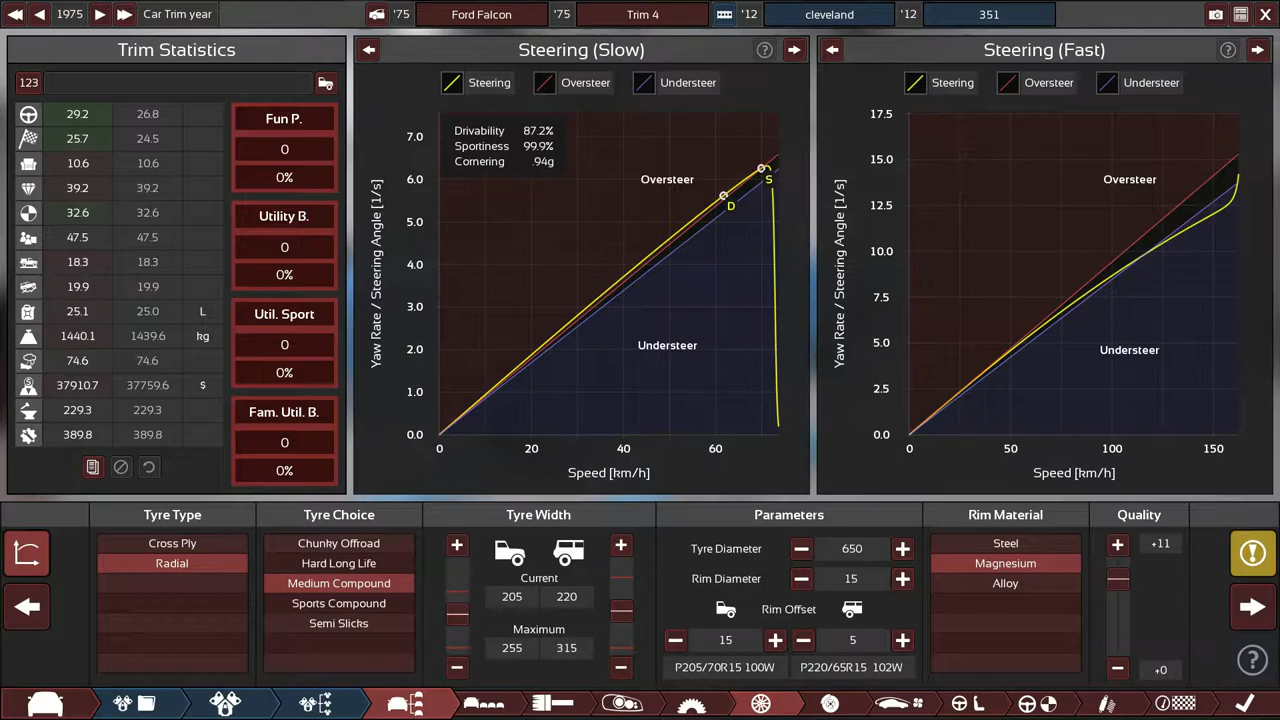 1975 Car Trim year '75 Ford Falcon '75 Trim 4 '12 cleveland '12 351
Trim Statistics
123
29.2 26.8
25.7 24.5
10.6 10.6
39.2 39.2
32.6 32.6
47.5 47.5
18.3 18.3
19.9 19.9
25.1 25.0 L
1440.1 1439.6 kg
74.6 74.6
37910.7 37759.6 $
229.3 229.3
389.8 389.8
Fun P.
0
0%
Utility B.
0
0%
Util. Sport
0
0%
Fam. Util. B.
0
0%
Steering (Slow) ?
Steering Oversteer Understeer
Yaw Rate / Steering Angle [1/s]
7.0
6.0
5.0
4.0
3.0
2.0
1.0
0.0
Drivability 87.2%
Sportiness 99.9%
Cornering .94g
Oversteer
S
D
Understeer
0 20 40 60
Speed [km/h]
Steering (Fast) ?
Steering Oversteer Understeer
Yaw Rate / Steering Angle [1/s]
17.5
15.0
12.5
10.0
7.5
5.0
2.5
0.0
Oversteer
Understeer
0 50 100 150
Speed [km/h]
Tyre Type
Cross Ply
Radial
Tyre Choice
Chunky Offroad
Hard Long Life
Medium Compound
Sports Compound
Semi Slicks
Tyre Width
Current
205 220
Maximum
255 315
Parameters
Tyre Diameter 650
Rim Diameter 15
Rim Offset
15 5
P205/70R15 100W P220/65R15 102W
Rim Material
Steel
Magnesium
Alloy
Quality
+11
+0
?